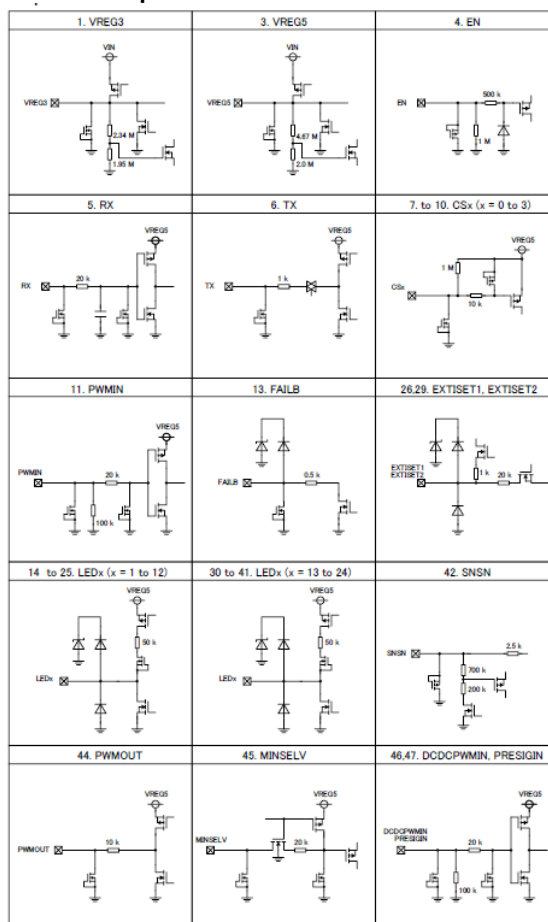 1. VREG3
3. VREG5
4. EN
VIN
VREG3
2.34 M
1.95 M
VIN
VREG5
4.67 M
2.0 M
EN
500 k
1 M
5. RX
6. TX
7. to 10. CSx (x = 0 to 3)
VREG5
RX
20 k
VREG5
TX
1 k
VREG5
1 M
CSx
10 k
11. PWMIN
13. FAILB
26,29. EXTISET1, EXTISET2
VREG5
PWMIN
20 k
100 k
FAILB
0.5 k
EXTISET1
EXTISET2
1 k
20 k
14 to 25. LEDx (x = 1 to 12)
30 to 41. LEDx (x = 13 to 24)
42. SNSN
VREG5
50 k
LEDx
VREG5
50 k
LEDx
SNSN
2.5 k
700 k
200 k
44. PWMOUT
45. MINSELV
46,47. DCDCPWMIN, PRESIGIN
VREG5
PWMOUT
10 k
VREG5
MINSELV
20 k
VREG5
DCDCPWMIN
PRESIGIN
20 k
100 k